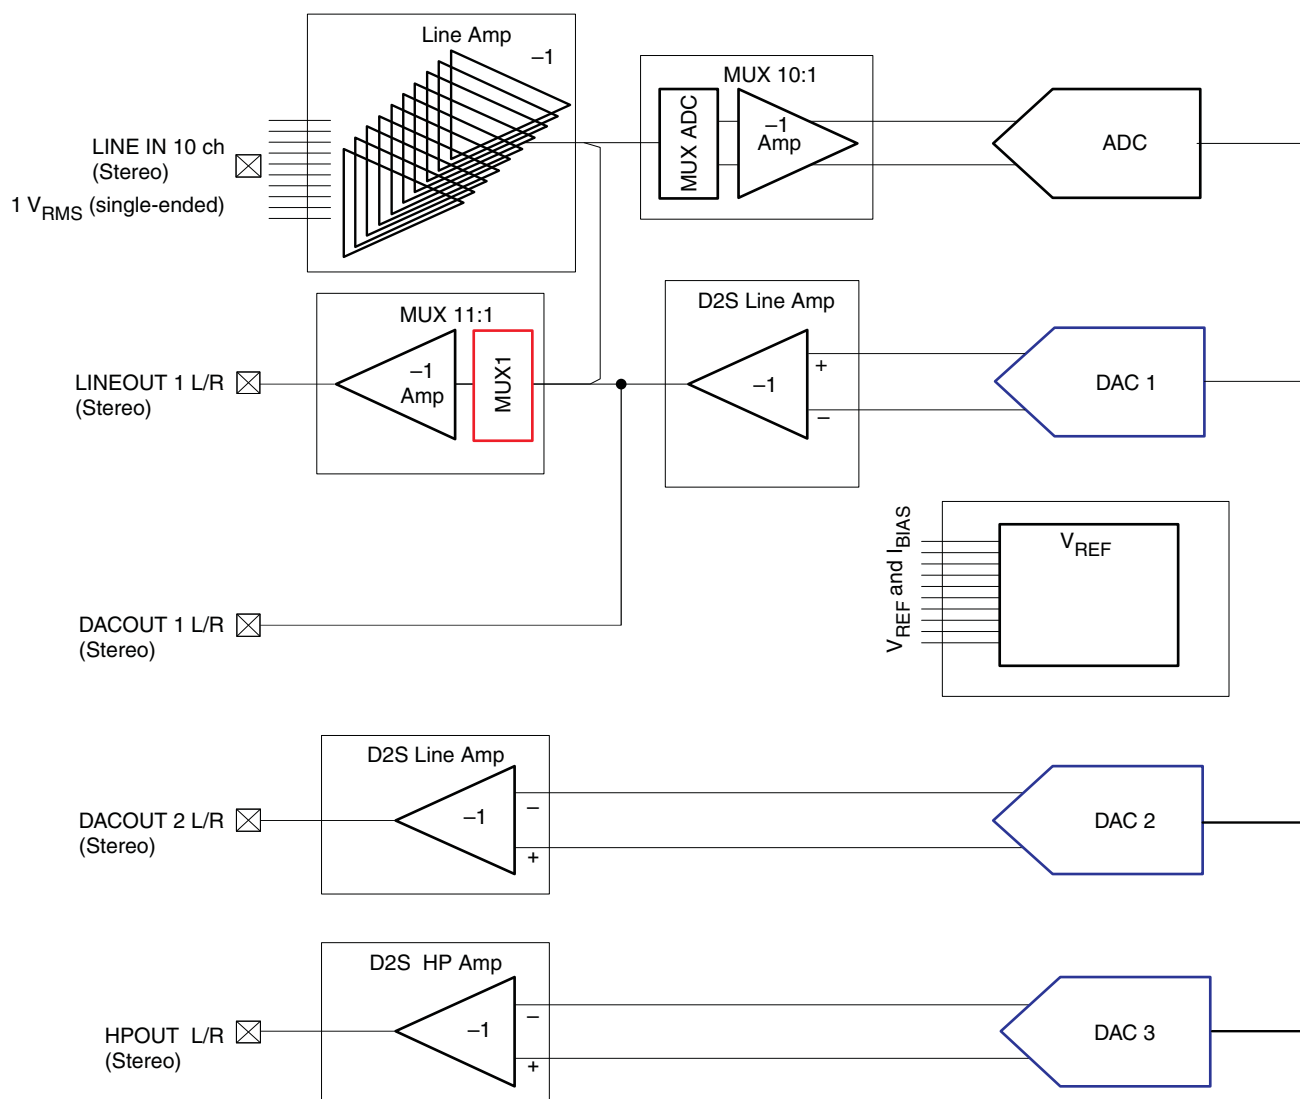 Line Amp
–1
LINE IN 10 ch
(Stereo)
1 VRMS (single-ended)
MUX 10:1
MUX ADC
–1
Amp
ADC
MUX 11:1
–1
Amp
MUX1
LINEOUT 1 L/R
(Stereo)
D2S Line Amp
+
–1
–
DAC 1
VREF and IBIAS
VREF
DACOUT 1 L/R
(Stereo)
D2S Line Amp
–
–1
+
DACOUT 2 L/R
(Stereo)
DAC 2
D2S HP Amp
–
–1
+
HPOUT L/R
(Stereo)
DAC 3